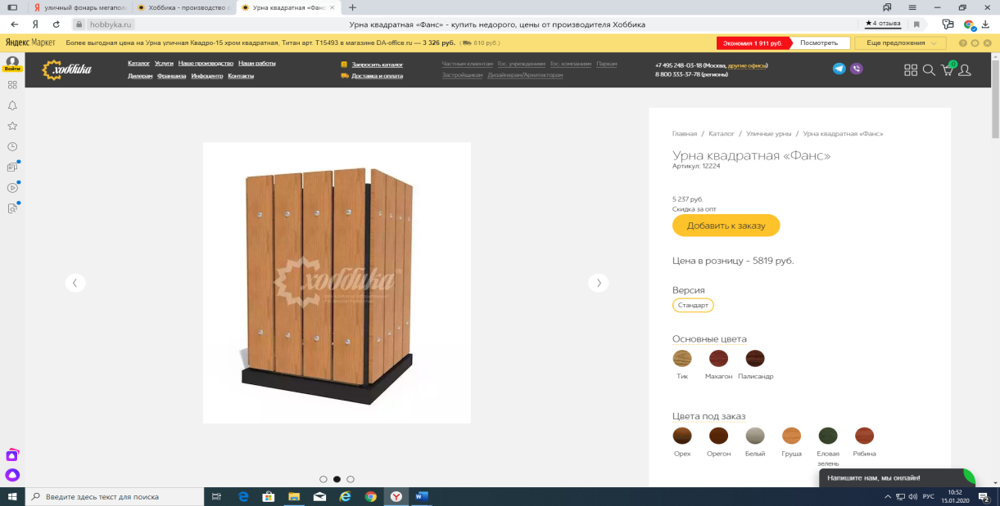 уличный фонарь мегапол
Хоббика - производство с
Урна квадратная «Фанс
hobbyka.ru
Урна квадратная «Фанс» - купить недорого, цены от производителя Хоббика
★4 отзыва
Яндекс Маркет
Более выгодная цена на Урна уличная Квадро-15 хром квадратная, Титан арт. T15493 в магазине DA-office.ru — 3 326 руб. (610 руб.)
Экономия 1 911 руб.
Посмотреть
Еще предложения
Войти
хоббика
Каталог Услуги Наше производство Наши работы
Дилерам Франшиза Инфоцентр Контакты
Запросить каталог
Доставка и оплата
Частным клиентам Гос. учреждениям Гос. компаниям Паркам
Застройщикам Дизайнерам/Архитекторам
+7 495 248-03-18 (Москва, другие офисы)
8 800 333-37-78 (регионы)
0
хоббика
Главная / Каталог / Уличные урны / Урна квадратная «Фанс»
Урна квадратная «Фанс»
Артикул: 12224
5 237 руб.
Скидка за опт
Добавить к заказу
Цена в розницу - 5819 руб.
Версия
Стандарт
Основные цвета
Тик Махагон Палисандр
Цвета под заказ
Орех Орегон Белый Груша Еловая зелень Рябина
Напишите нам, мы онлайн!
Введите здесь текст для поиска
РУС
10:52
15.01.2020
2